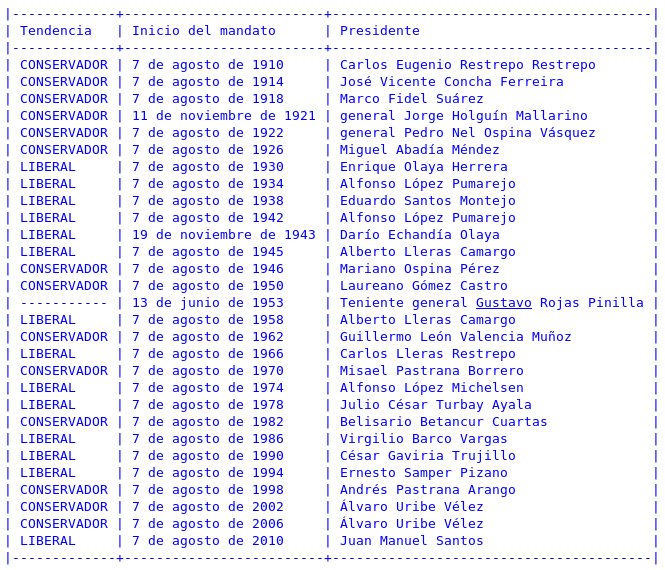 |-------------+-------------------------+----------------------------------------|
| Tendencia   | Inicio del mandato      | Presidente                             |
|-------------+-------------------------+----------------------------------------|
| CONSERVADOR | 7 de agosto de 1910     | Carlos Eugenio Restrepo Restrepo       |
| CONSERVADOR | 7 de agosto de 1914     | José Vicente Concha Ferreira           |
| CONSERVADOR | 7 de agosto de 1918     | Marco Fidel Suárez                     |
| CONSERVADOR | 11 de noviembre de 1921 | general Jorge Holguín Mallarino        |
| CONSERVADOR | 7 de agosto de 1922     | general Pedro Nel Ospina Vásquez       |
| CONSERVADOR | 7 de agosto de 1926     | Miguel Abadía Méndez                   |
| LIBERAL     | 7 de agosto de 1930     | Enrique Olaya Herrera                  |
| LIBERAL     | 7 de agosto de 1934     | Alfonso López Pumarejo                 |
| LIBERAL     | 7 de agosto de 1938     | Eduardo Santos Montejo                 |
| LIBERAL     | 7 de agosto de 1942     | Alfonso López Pumarejo                 |
| LIBERAL     | 19 de noviembre de 1943 | Darío Echandía Olaya                   |
| LIBERAL     | 7 de agosto de 1945     | Alberto Lleras Camargo                 |
| CONSERVADOR | 7 de agosto de 1946     | Mariano Ospina Pérez                   |
| CONSERVADOR | 7 de agosto de 1950     | Laureano Gómez Castro                  |
| ----------- | 13 de junio de 1953     | Teniente general Gustavo Rojas Pinilla |
| LIBERAL     | 7 de agosto de 1958     | Alberto Lleras Camargo                 |
| CONSERVADOR | 7 de agosto de 1962     | Guillermo León Valencia Muñoz          |
| LIBERAL     | 7 de agosto de 1966     | Carlos Lleras Restrepo                 |
| CONSERVADOR | 7 de agosto de 1970     | Misael Pastrana Borrero                |
| LIBERAL     | 7 de agosto de 1974     | Alfonso López Michelsen                |
| LIBERAL     | 7 de agosto de 1978     | Julio César Turbay Ayala               |
| CONSERVADOR | 7 de agosto de 1982     | Belisario Betancur Cuartas             |
| LIBERAL     | 7 de agosto de 1986     | Virgilio Barco Vargas                  |
| LIBERAL     | 7 de agosto de 1990     | César Gaviria Trujillo                 |
| LIBERAL     | 7 de agosto de 1994     | Ernesto Samper Pizano                  |
| CONSERVADOR | 7 de agosto de 1998     | Andrés Pastrana Arango                 |
| CONSERVADOR | 7 de agosto de 2002     | Álvaro Uribe Vélez                     |
| CONSERVADOR | 7 de agosto de 2006     | Álvaro Uribe Vélez                     |
| LIBERAL     | 7 de agosto de 2010     | Juan Manuel Santos                     |
|-------------+-------------------------+----------------------------------------|